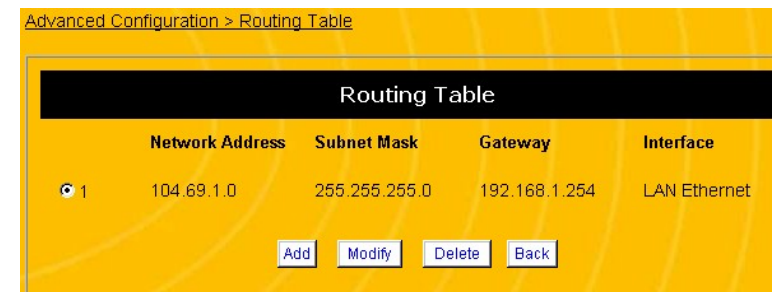 Advanced Configuration > Routing Table
Routing Table
Network Address Subnet Mask Gateway Interface
1 104.69.1.0 255.255.255.0 192.168.1.254 LAN Ethernet
Add Modify Delete Back